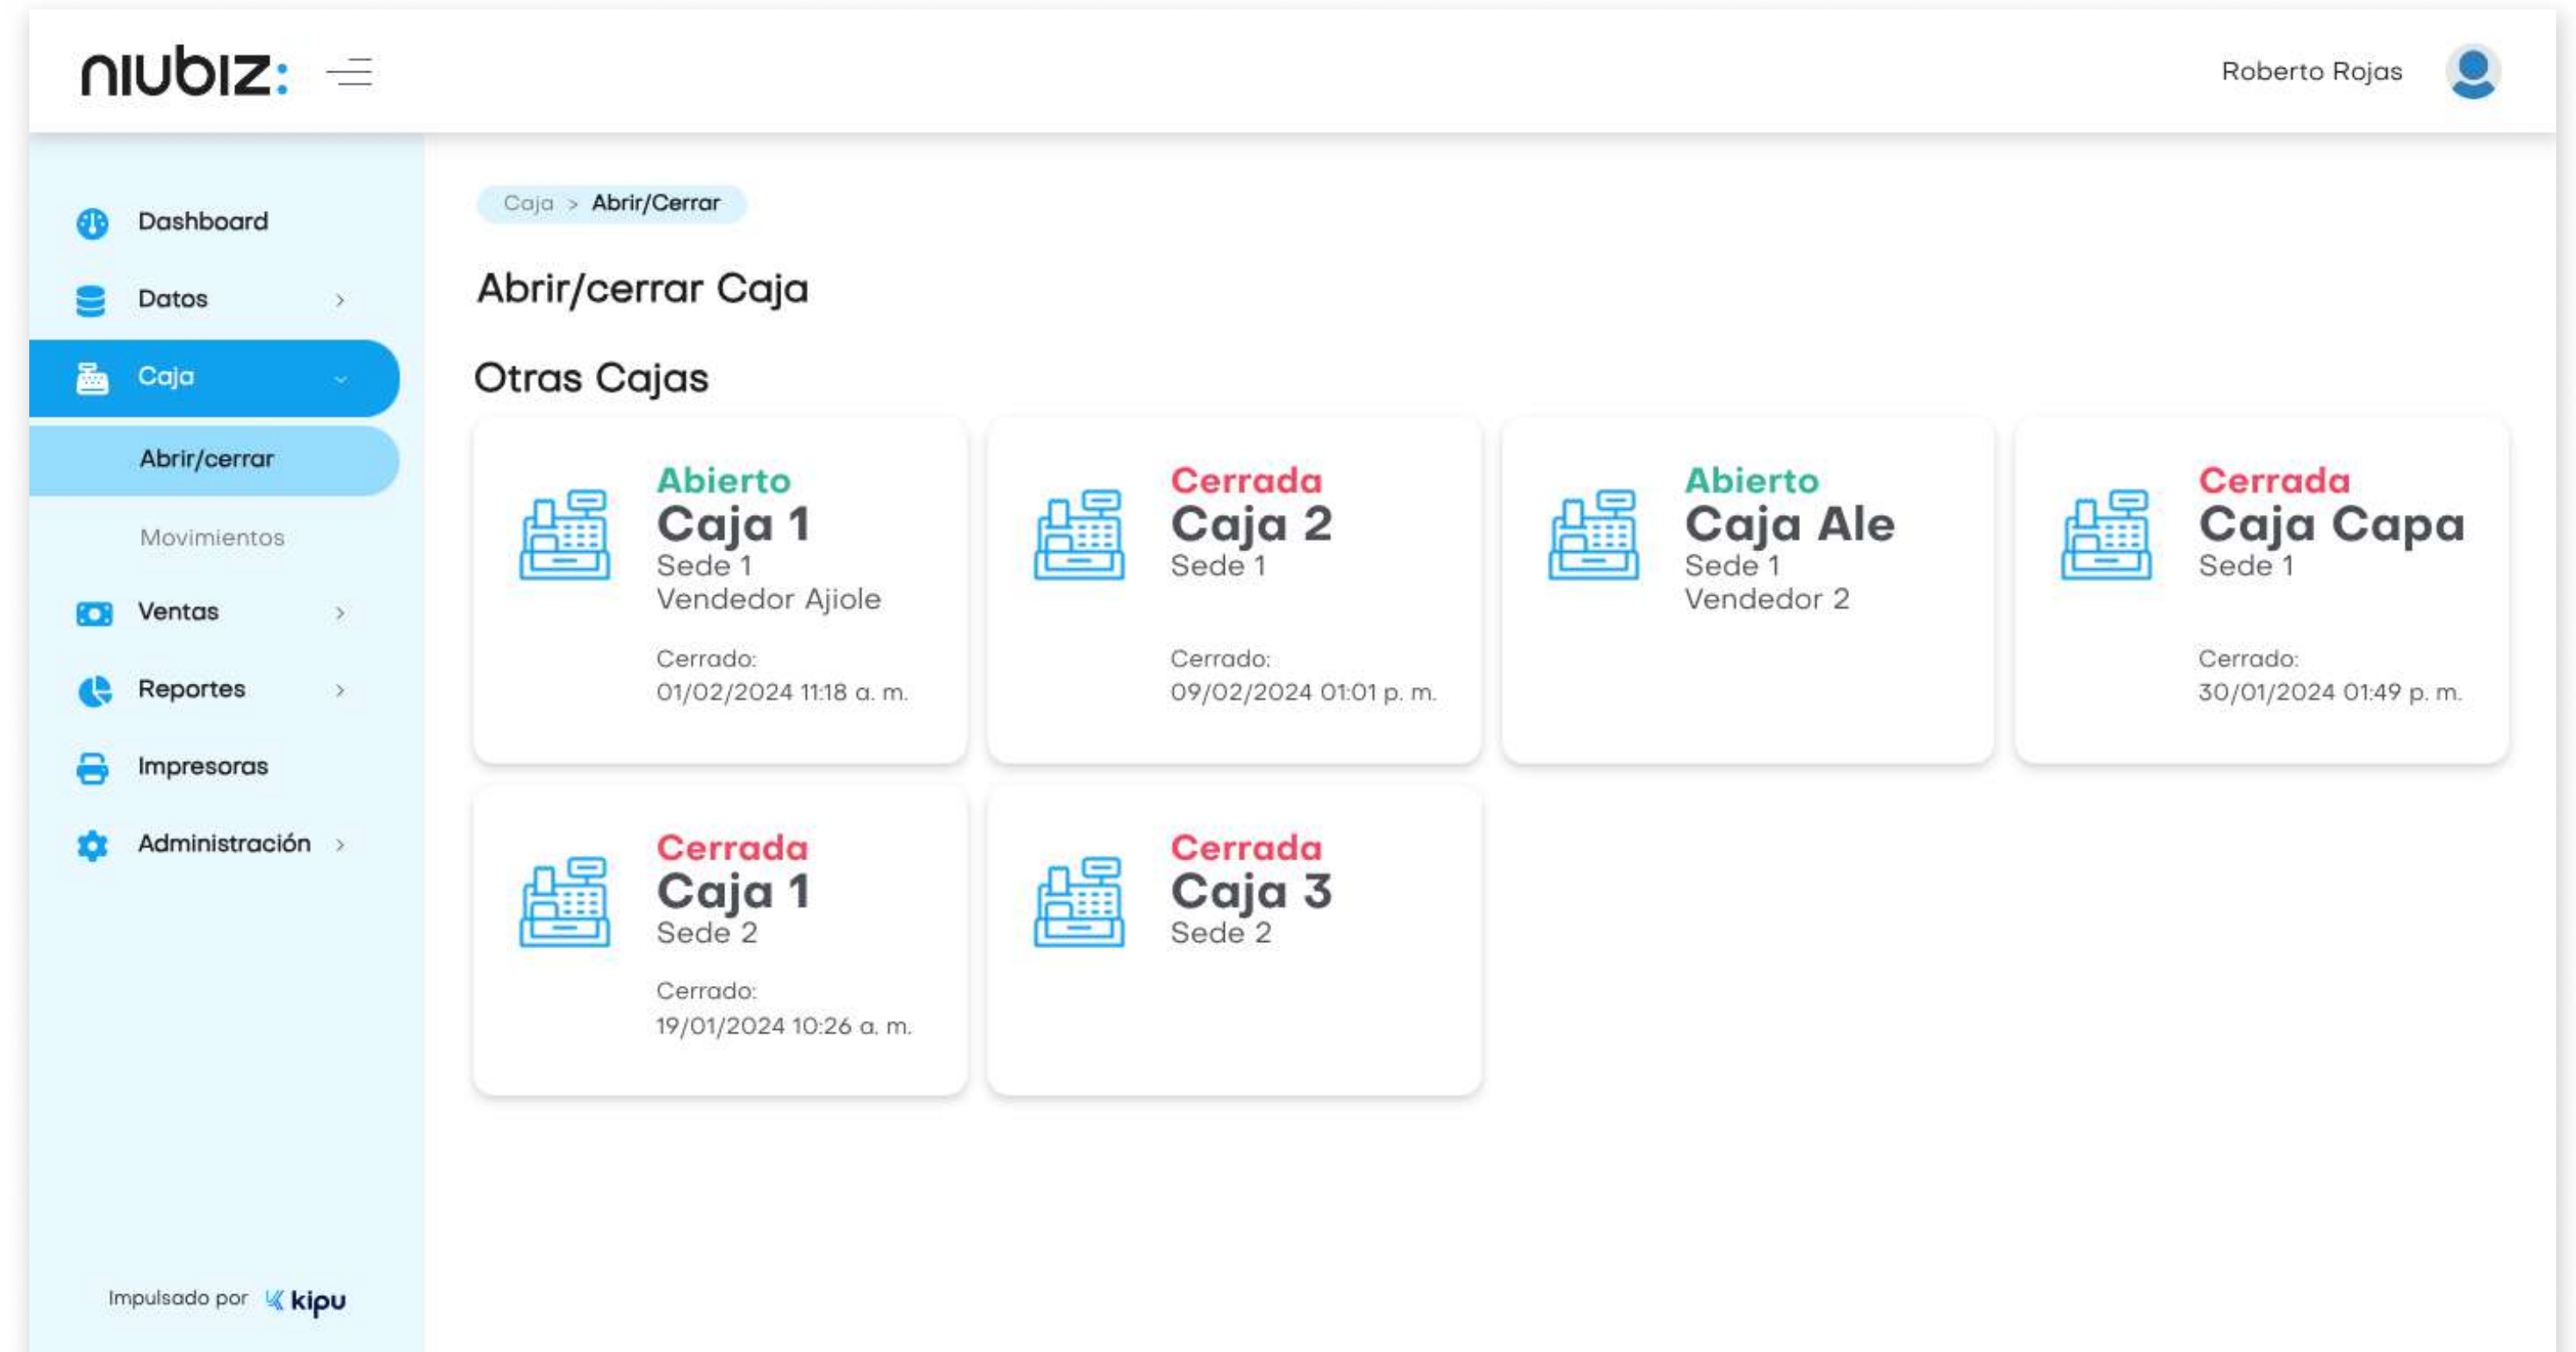 niubiz:
Roberto Rojas
Dashboard
Datos
Caja
Abrir/cerrar
Movimientos
Ventas
Reportes
Impresoras
Administración
Impulsado por kipu
Caja > Abrir/Cerrar
Abrir/cerrar Caja
Otras Cajas
Abierto
Caja 1
Sede 1
Vendedor Ajiole
Cerrado:
01/02/2024 11:18 a. m.
Cerrada
Caja 2
Sede 1
Cerrado:
09/02/2024 01:01 p. m.
Abierto
Caja Ale
Sede 1
Vendedor 2
Cerrada
Caja Capa
Sede 1
Cerrado:
30/01/2024 01:49 p. m.
Cerrada
Caja 1
Sede 2
Cerrado:
19/01/2024 10:26 a. m.
Cerrada
Caja 3
Sede 2